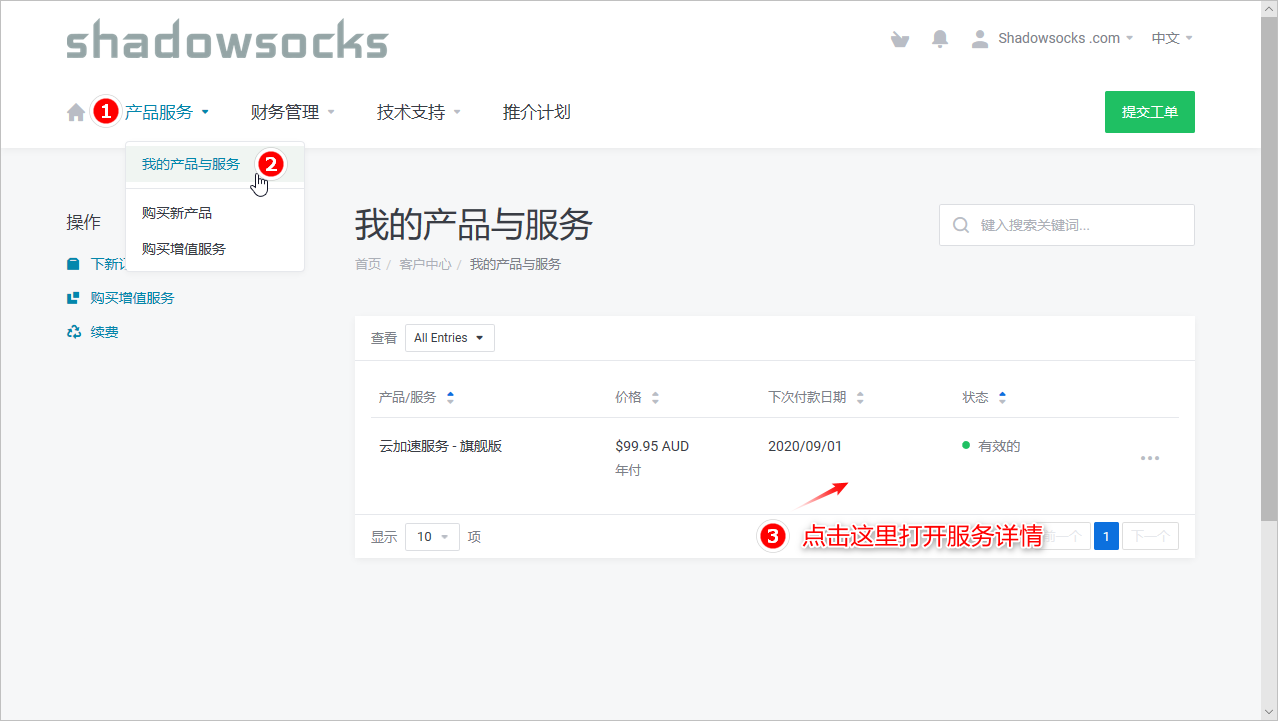 shadowsocks
Shadowsocks .com
中文
1
产品服务
财务管理
技术支持
推介计划
提交工单
我的产品与服务
2
购买新产品
购买增值服务
操作
下新
购买增值服务
续费
我的产品与服务
键入搜索关键词...
首页 / 客户中心 / 我的产品与服务
查看 All Entries
产品/服务 价格 下次付款日期 状态
云加速服务 - 旗舰版 $99.95 AUD 2020/09/01 有效的
年付
显示 10 项
3 点击这里打开服务详情
一个 1 下一个